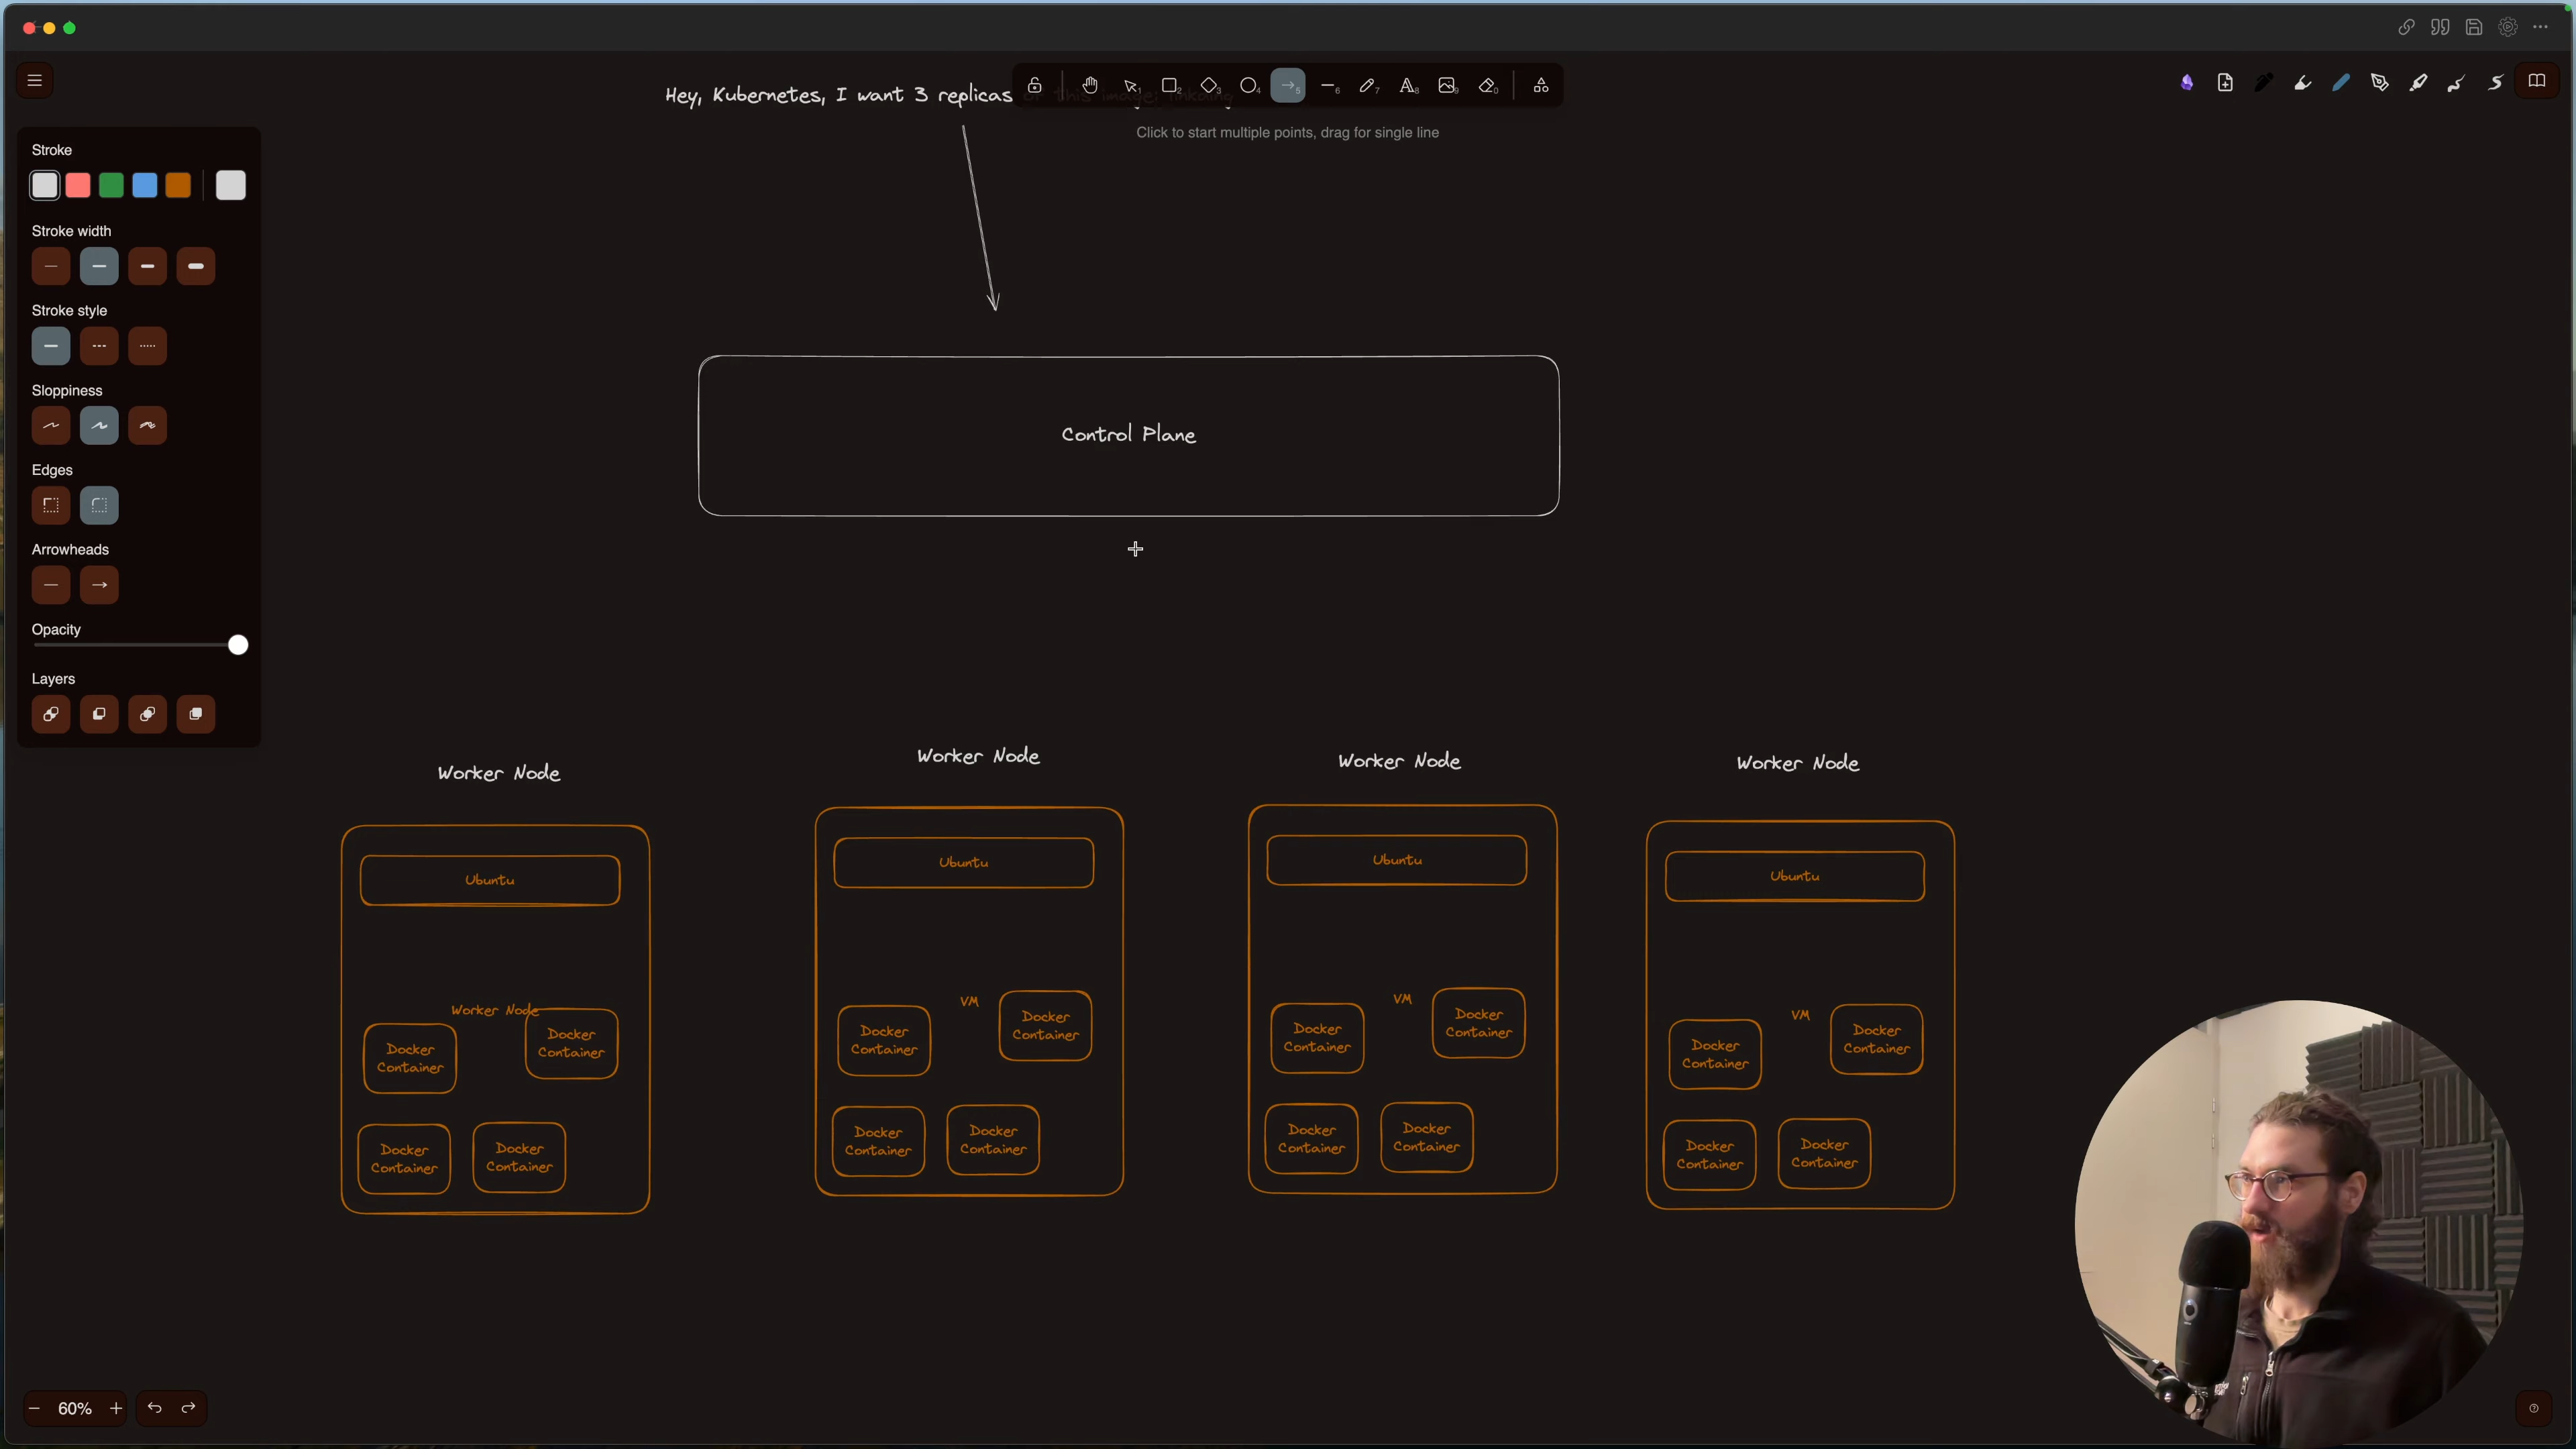 Hey, Kubernetes, I want 3 replicas of this image: linkding
Click to start multiple points, drag for single line
Stroke
Stroke width
Stroke style
Sloppiness
Edges
Arrowheads
Opacity
Layers
Control Plane
Worker Node
Worker Node
Worker Node
Worker Node
Ubuntu
Worker Node
Docker
Container
Docker
Container
Docker
Container
Docker
Container
Ubuntu
VM
Docker
Container
Docker
Container
Docker
Container
Docker
Container
Ubuntu
VM
Docker
Container
Docker
Container
Docker
Container
Docker
Container
Ubuntu
VM
Docker
Container
Docker
Container
Docker
Container
Docker
Container
60%